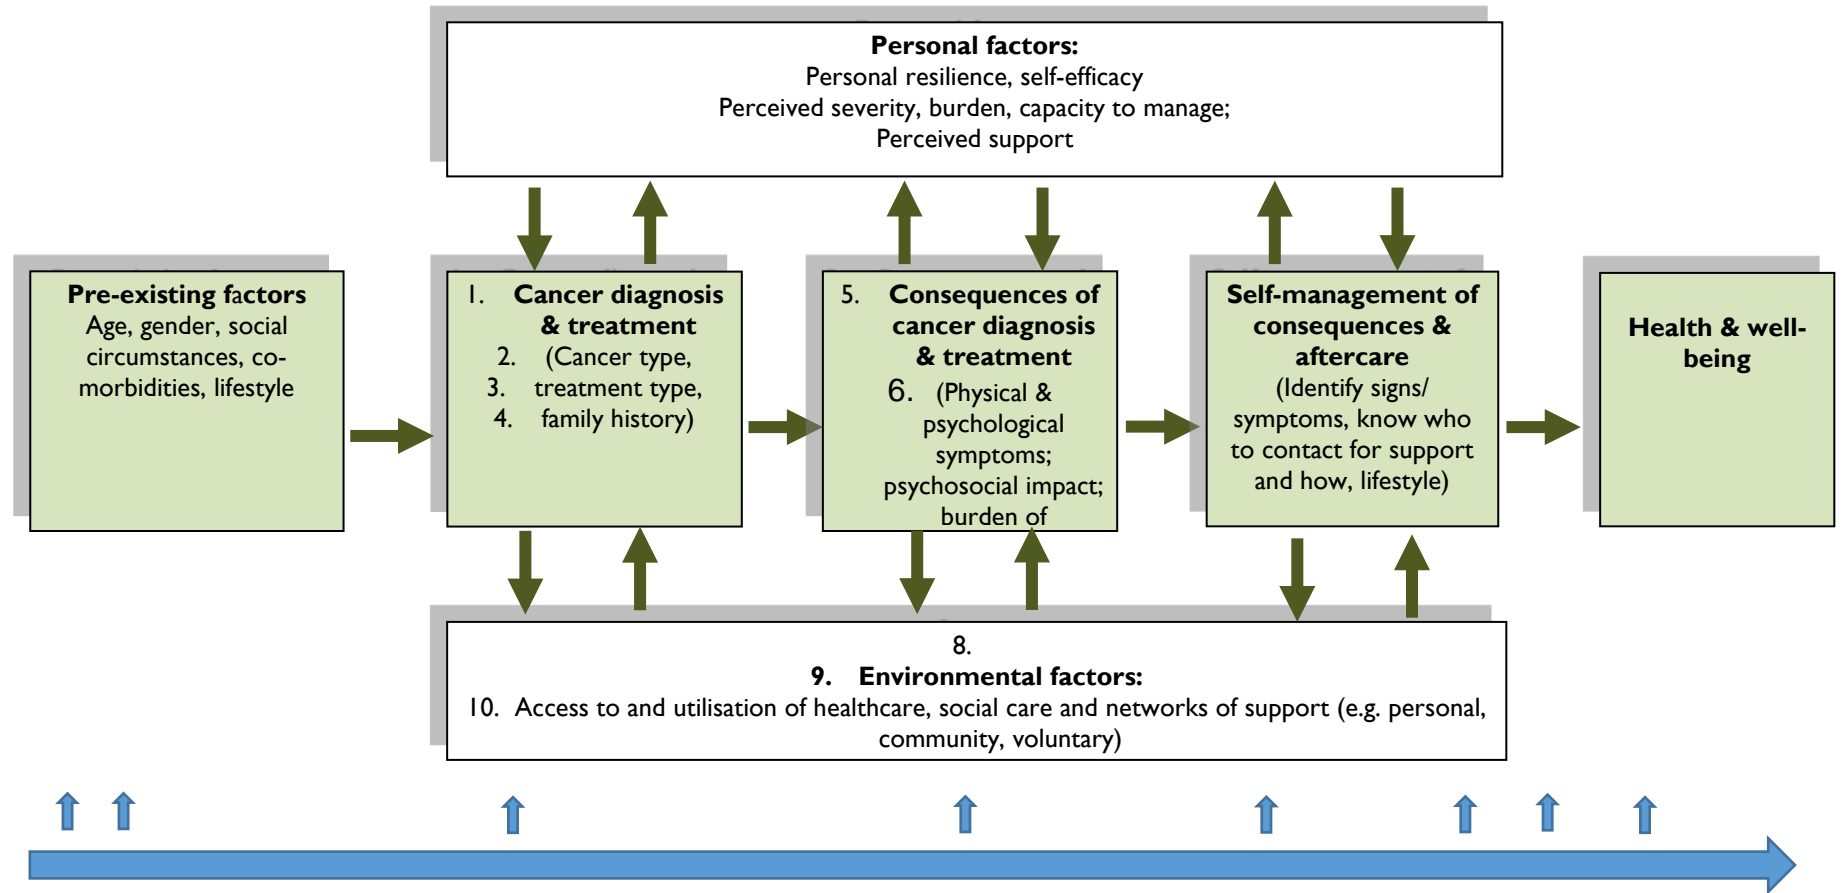 Personal factors:
Personal resilience, self-efficacy
Perceived severity, burden, capacity to manage;
Perceived support
Pre-existing factors
Age, gender, social
circumstances, co-
morbidities, lifestyle
1. Cancer diagnosis
& treatment
2. (Cancer type,
3. treatment type,
4. family history)
5. Consequences of
cancer diagnosis
& treatment
6. (Physical &
psychological
symptoms;
psychosocial impact;
burden of
Self-management of
consequences &
aftercare
(Identify signs/
symptoms, know who
to contact for support
and how, lifestyle)
Health & well-
being
8.
9. Environmental factors:
10. Access to and utilisation of healthcare, social care and networks of support (e.g. personal,
community, voluntary)